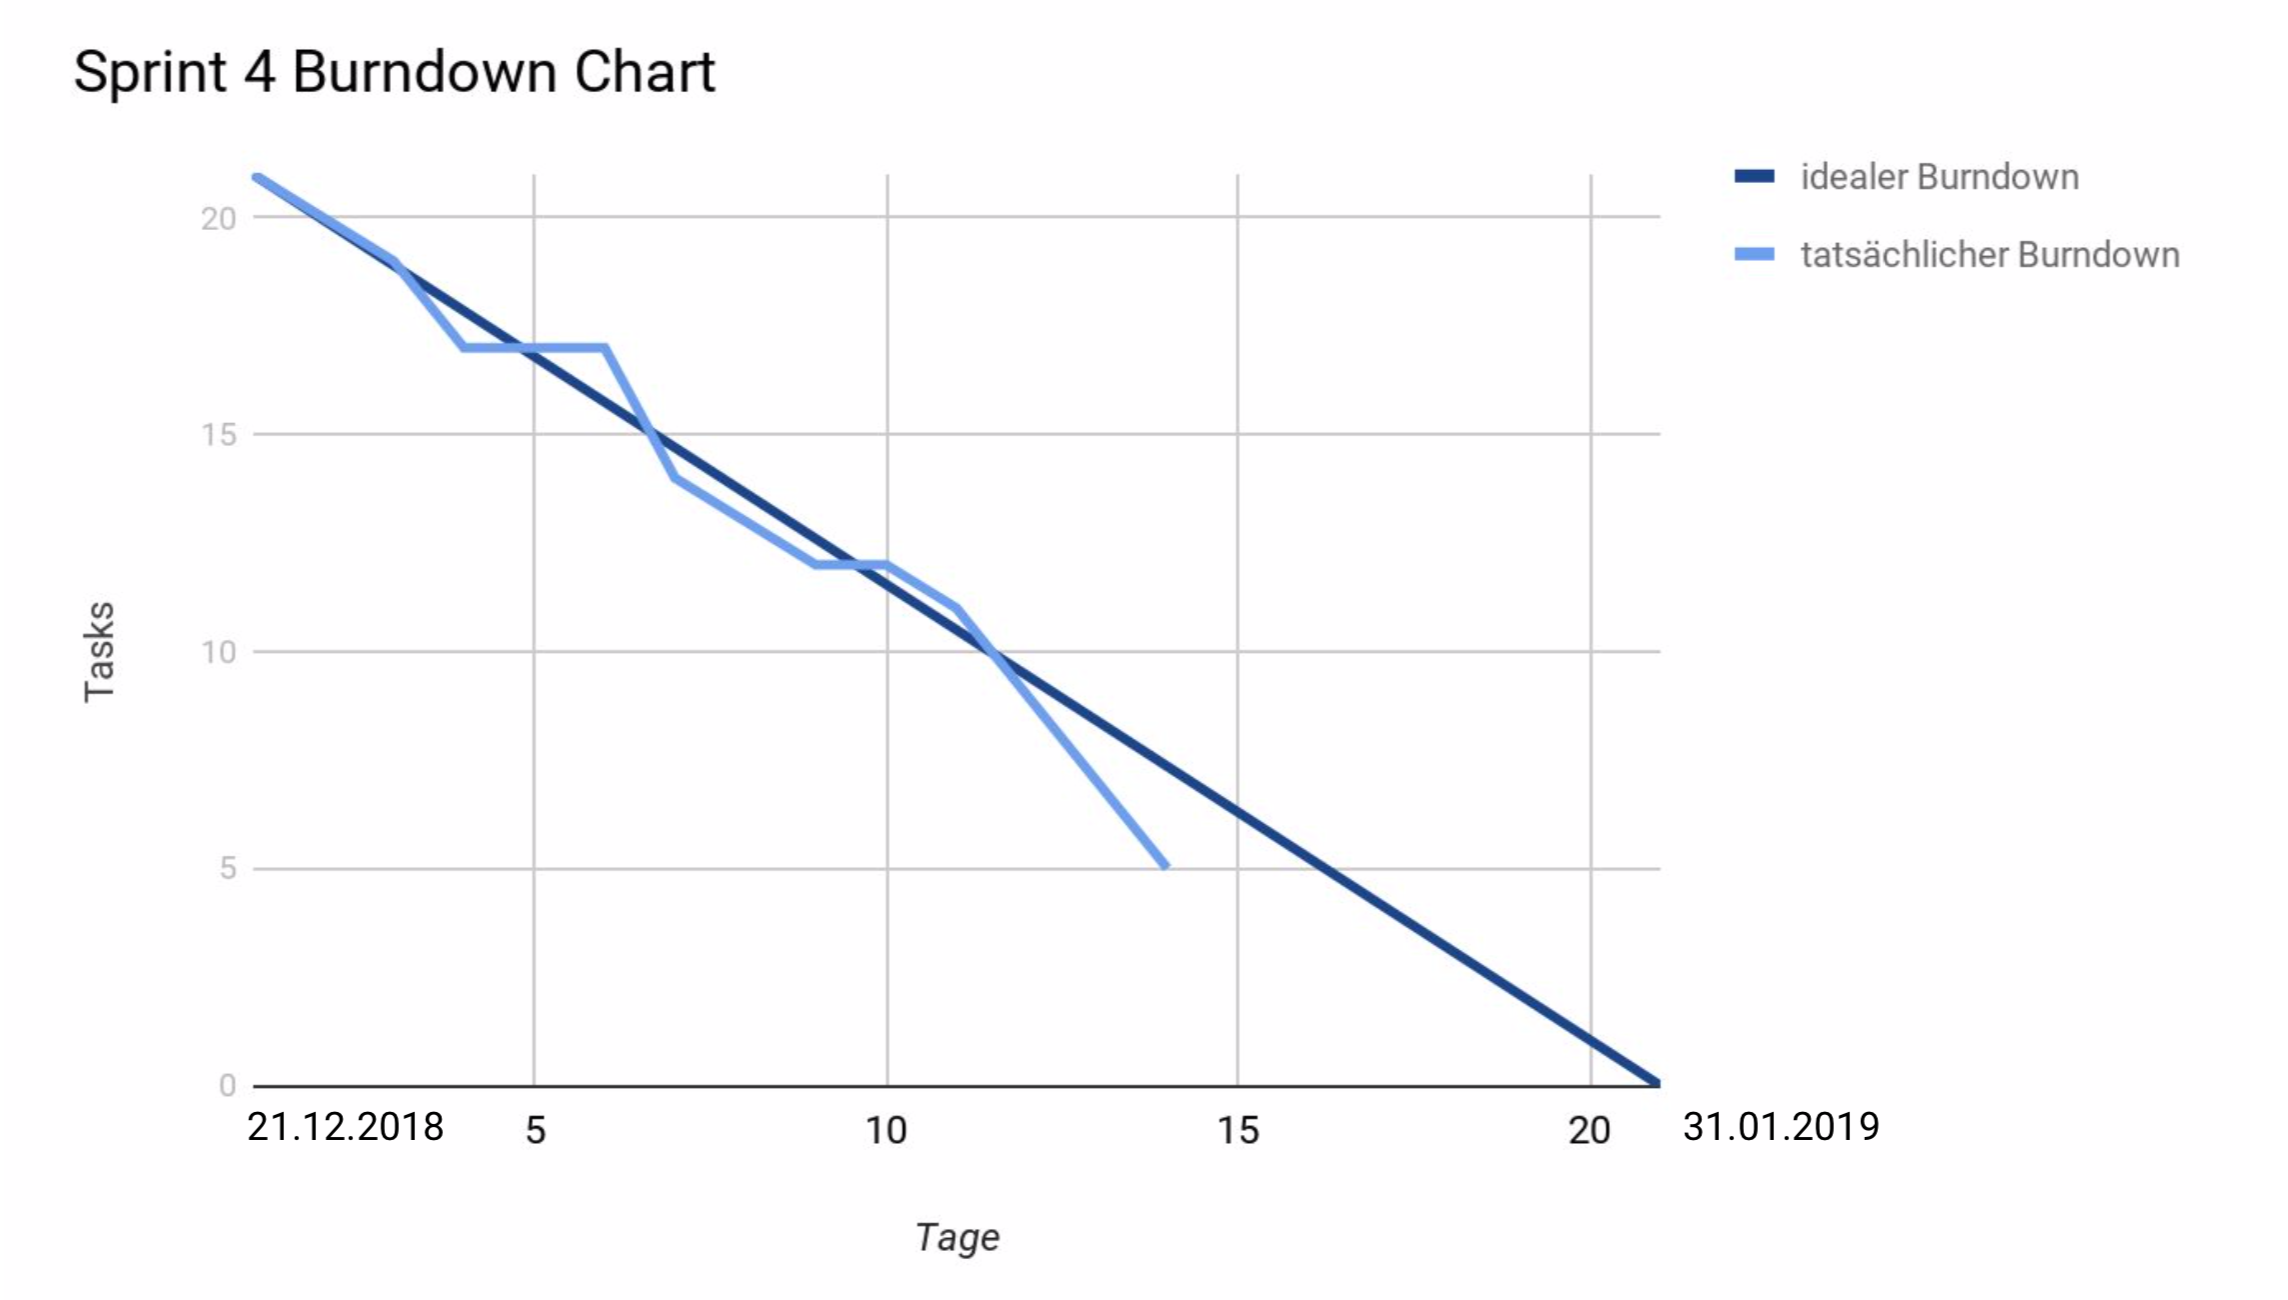 Sprint 4 Burndown Chart
idealer Burndown
tatsächlicher Burndown
20
15
10
5
0
Tasks
21.12.2018 5 10 15 20 31.01.2019
Tage